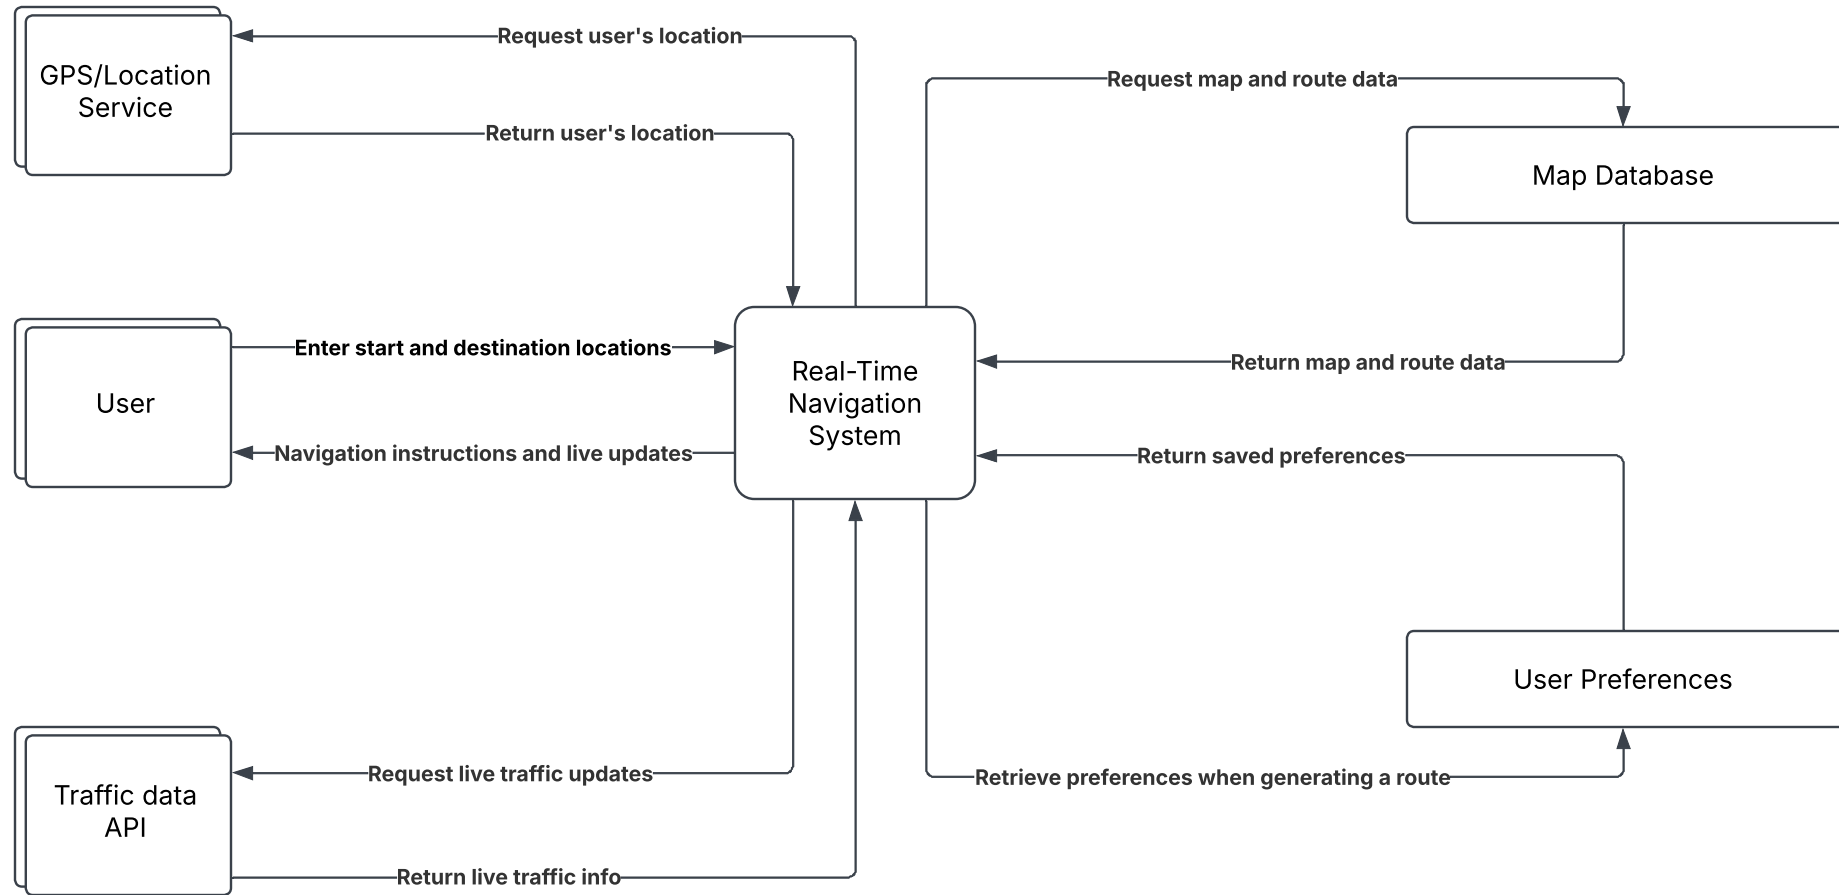 Request user's location
GPS/Location
Service
Return user's location
Request map and route data
Map Database
Enter start and destination locations
User
Navigation instructions and live updates
Real-Time
Navigation
System
Return map and route data
Return saved preferences
User Preferences
Request live traffic updates
Retrieve preferences when generating a route
Traffic data
API
Return live traffic info